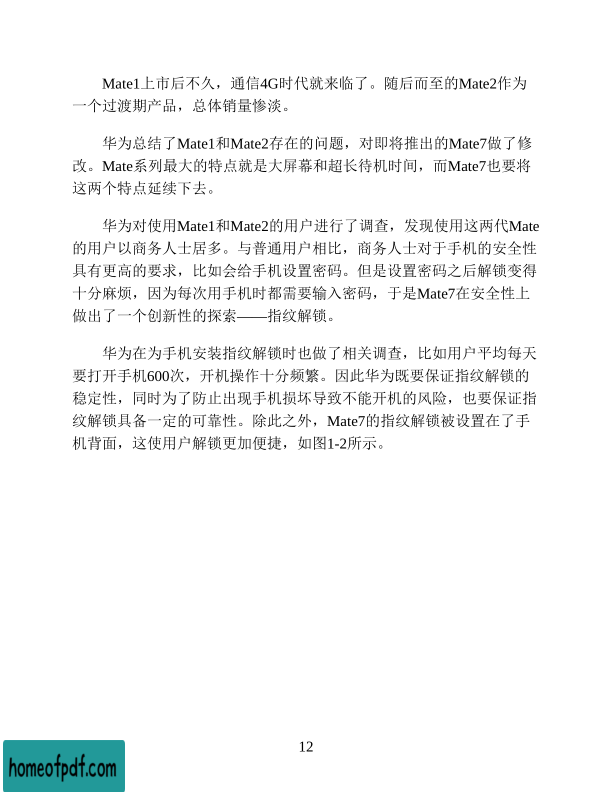 Mate1上市后不久，通信4G时代就来临了。随后而至的Mate2作为
一个过渡期产品，总体销量惨淡。
华为总结了Mate1和Mate2存在的问题，对即将推出的Mate7做了修
改。Mate系列最大的特点就是大屏幕和超长待机时间，而Mate7也要将
这两个特点延续下去。
华为对使用Mate1和Mate2的用户进行了调查，发现使用这两代Mate
的用户以商务人士居多。与普通用户相比，商务人士对于手机的安全性
具有更高的要求，比如会给手机设置密码。但是设置密码之后解锁变得
十分麻烦，因为每次用手机时都需要输入密码，于是Mate7在安全性上
做出了一个创新性的探索——指纹解锁。
华为在为手机安装指纹解锁时也做了相关调查，比如用户平均每天
要打开手机600次，开机操作十分频繁。因此华为既要保证指纹解锁的
稳定性，同时为了防止出现手机损坏导致不能开机的风险，也要保证指
纹解锁具备一定的可靠性。除此之外，Mate7的指纹解锁被设置在了手
机背面，这使用户解锁更加便捷，如图1-2所示。
12
homeofpdf.com